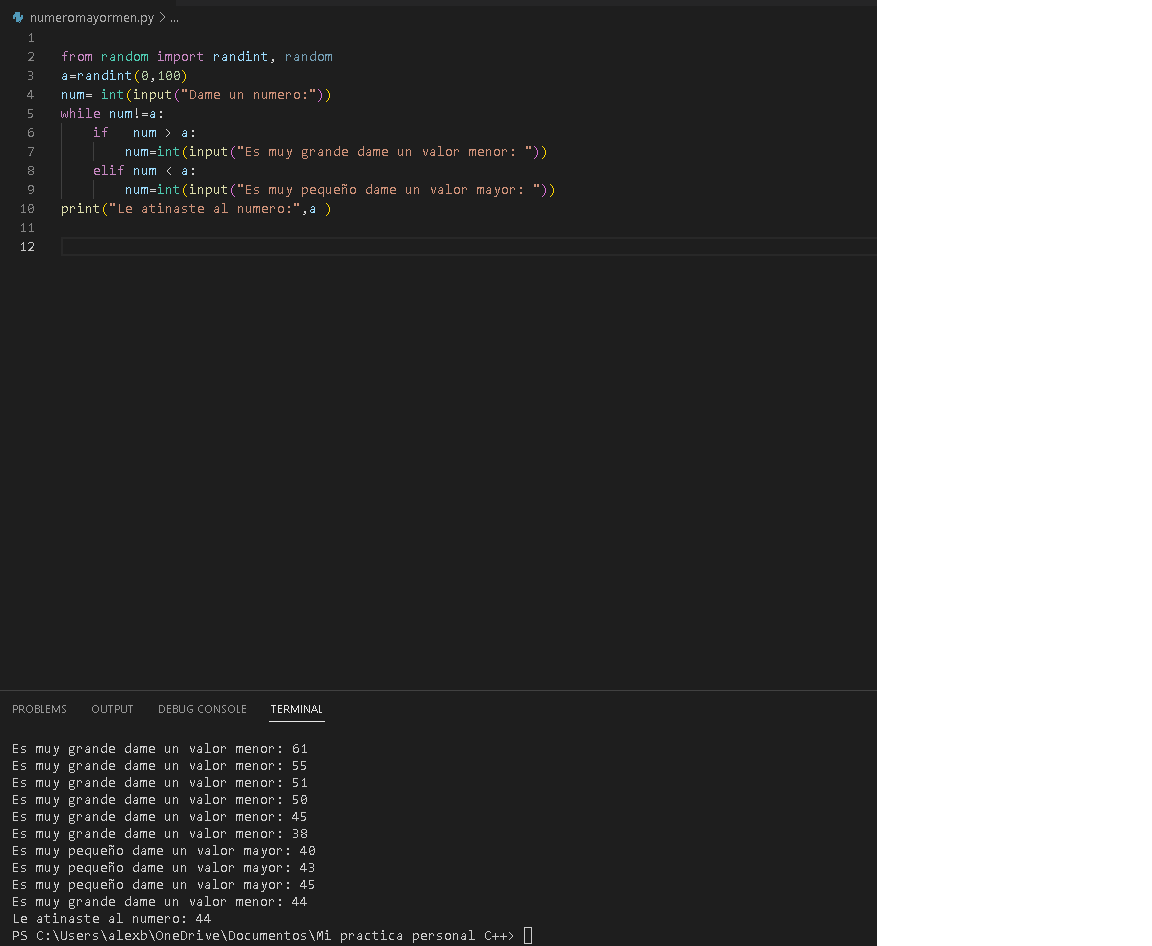 numeromayormen.py > ...
1
2 from random import randint, random
3 a=randint(0,100)
4 num= int(input("Dame un numero:"))
5 while num!=a:
6     if   num > a:
7         num=int(input("Es muy grande dame un valor menor: "))
8     elif num < a:
9         num=int(input("Es muy pequeño dame un valor mayor: "))
10 print("Le atinaste al numero:",a )
11
12
PROBLEMS OUTPUT DEBUG CONSOLE TERMINAL
Es muy grande dame un valor menor: 61
Es muy grande dame un valor menor: 55
Es muy grande dame un valor menor: 51
Es muy grande dame un valor menor: 50
Es muy grande dame un valor menor: 45
Es muy grande dame un valor menor: 38
Es muy pequeño dame un valor mayor: 40
Es muy pequeño dame un valor mayor: 43
Es muy pequeño dame un valor mayor: 45
Es muy grande dame un valor menor: 44
Le atinaste al numero: 44
PS C:\Users\alexb\OneDrive\Documentos\Mi practica personal C++>